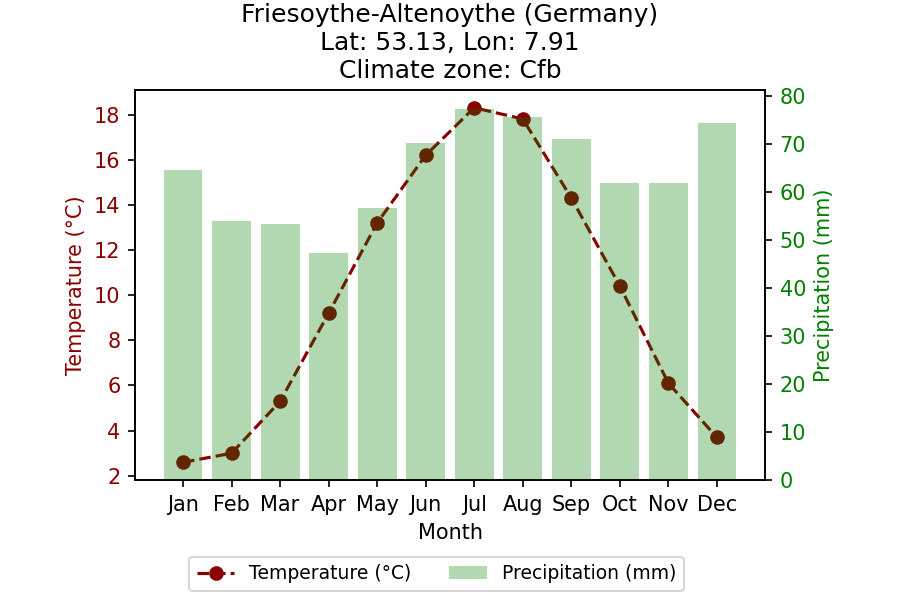 Friesoythe-Altenoythe (Germany)
Lat: 53.13, Lon: 7.91
Climate zone: Cfb
18
16
14
12
10
8
6
4
2
Temperature (°C)
80
70
60
50
40
30
20
10
0
Precipitation (mm)
Jan Feb Mar Apr May Jun Jul Aug Sep Oct Nov Dec
Month
Temperature (°C) Precipitation (mm)